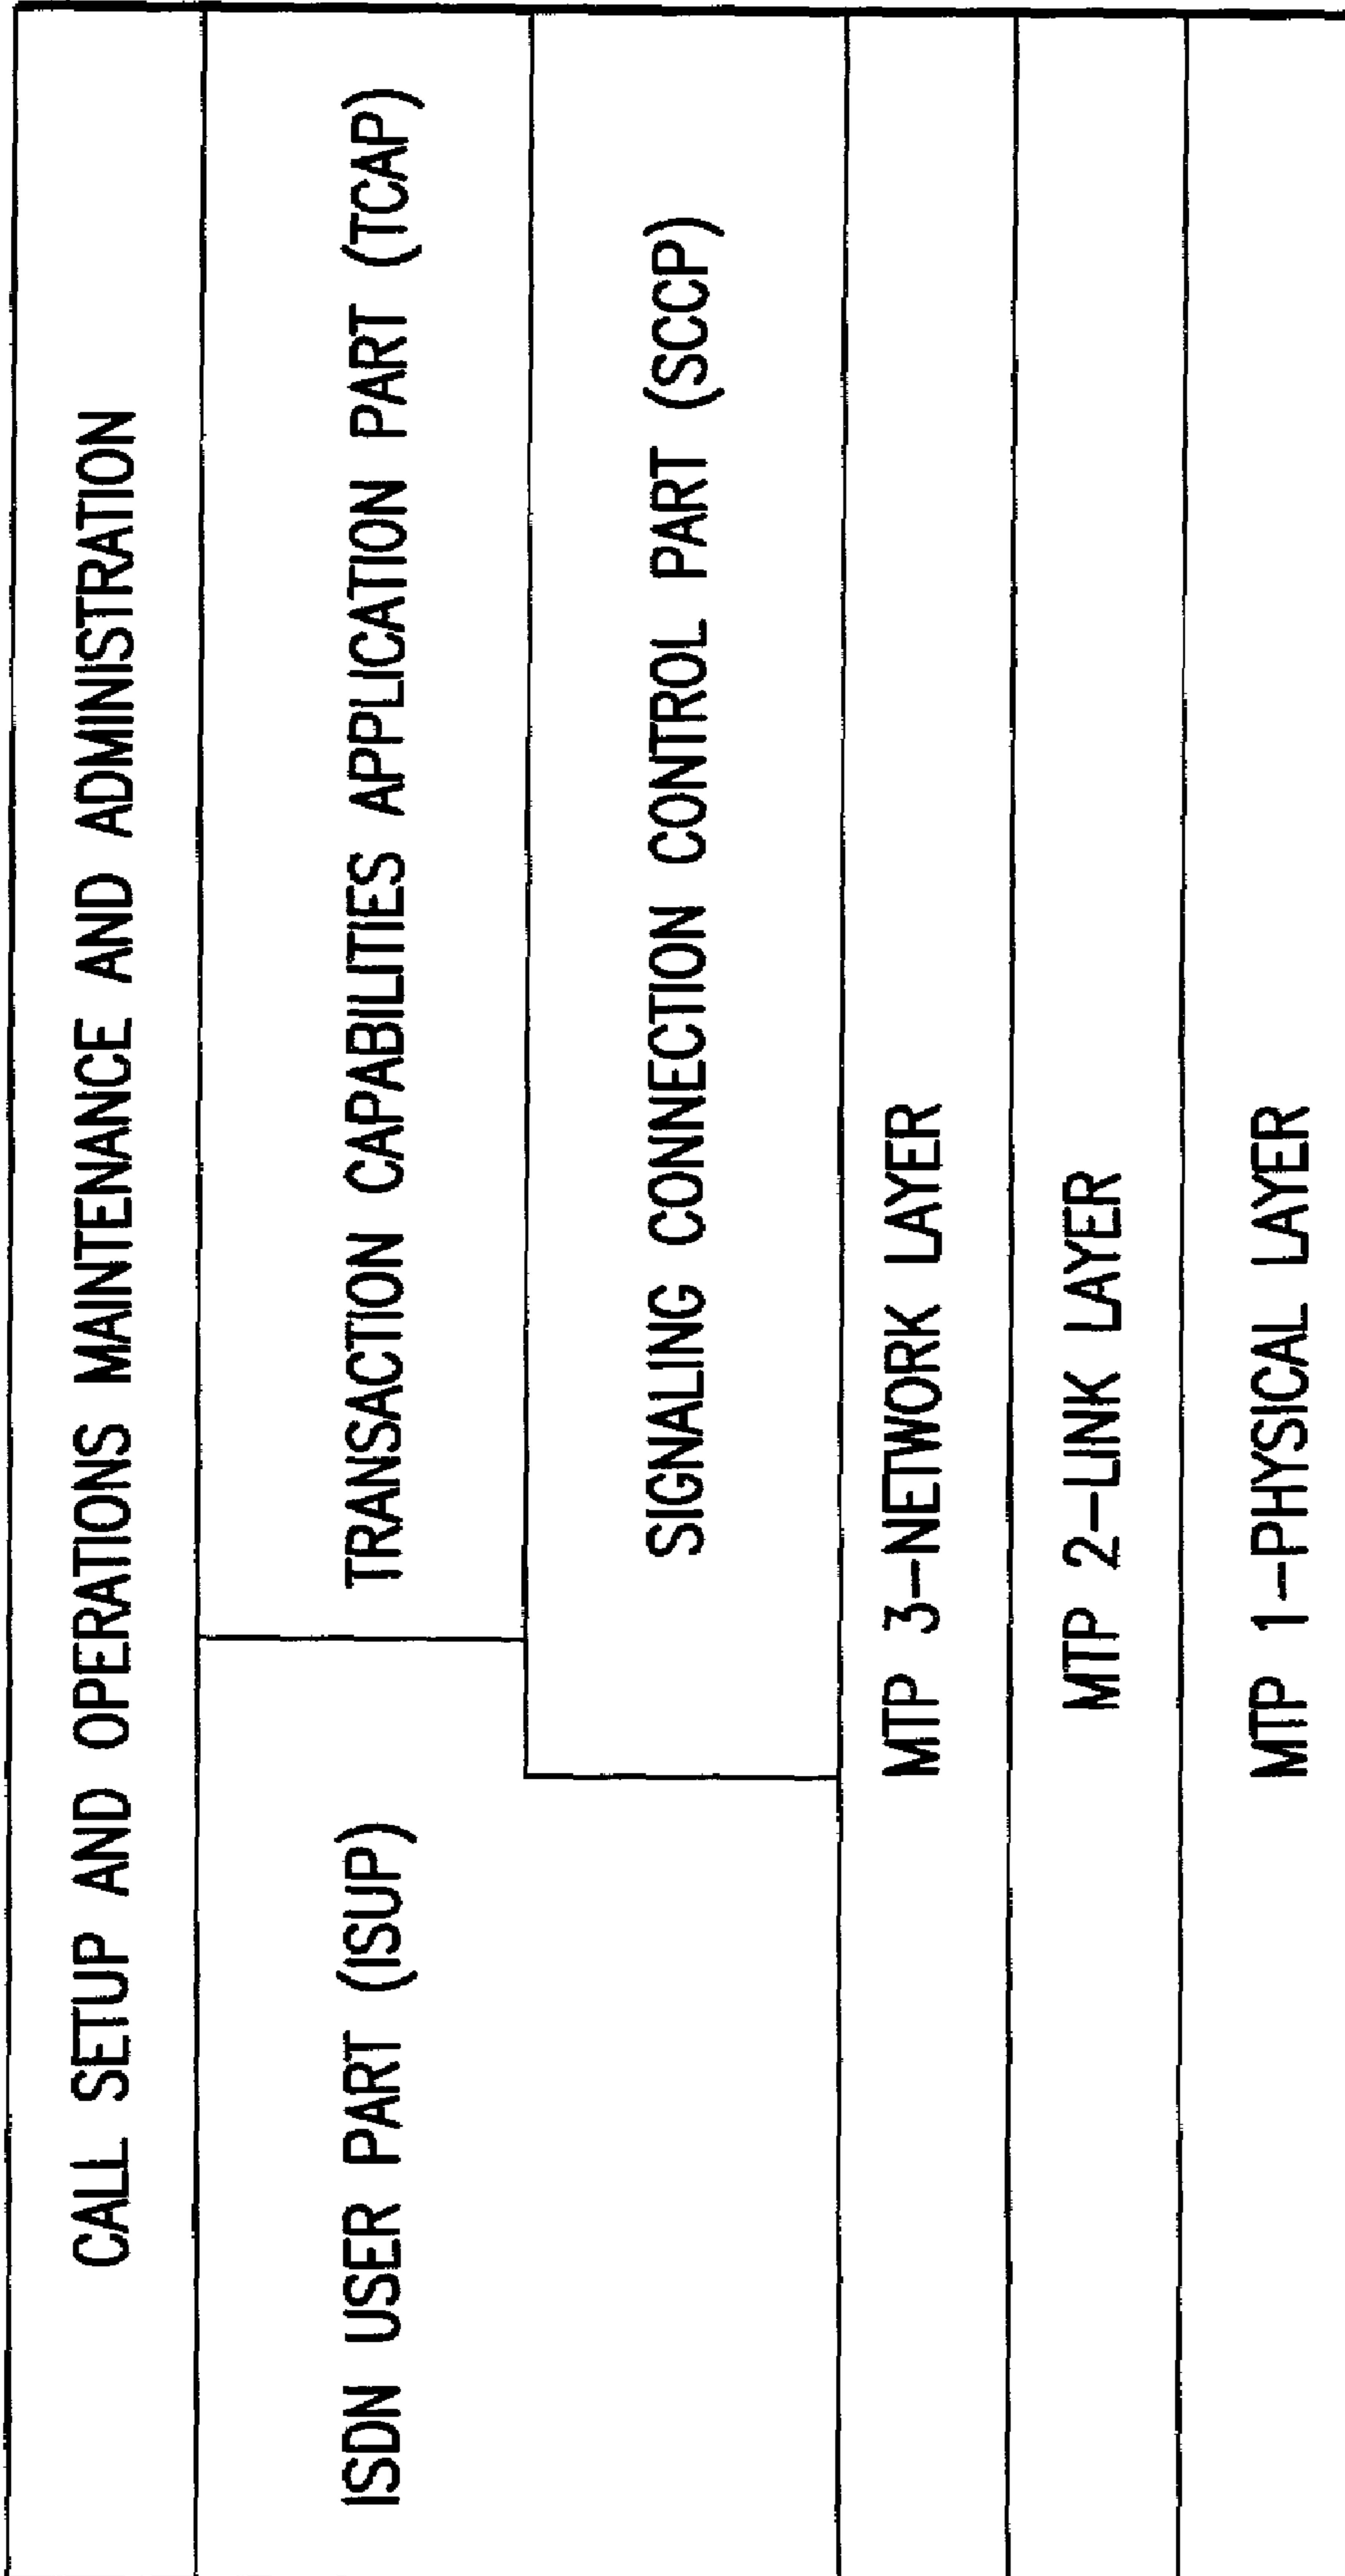 CALL SETUP AND OPERATIONS MAINTENANCE AND ADMINISTRATION
ISDN USER PART (ISUP)
TRANSACTION CAPABILITIES APPLICATION PART (TCAP)
SIGNALING CONNECTION CONTROL PART (SCCP)
MTP 3-NETWORK LAYER
MTP 2-LINK LAYER
MTP 1-PHYSICAL LAYER